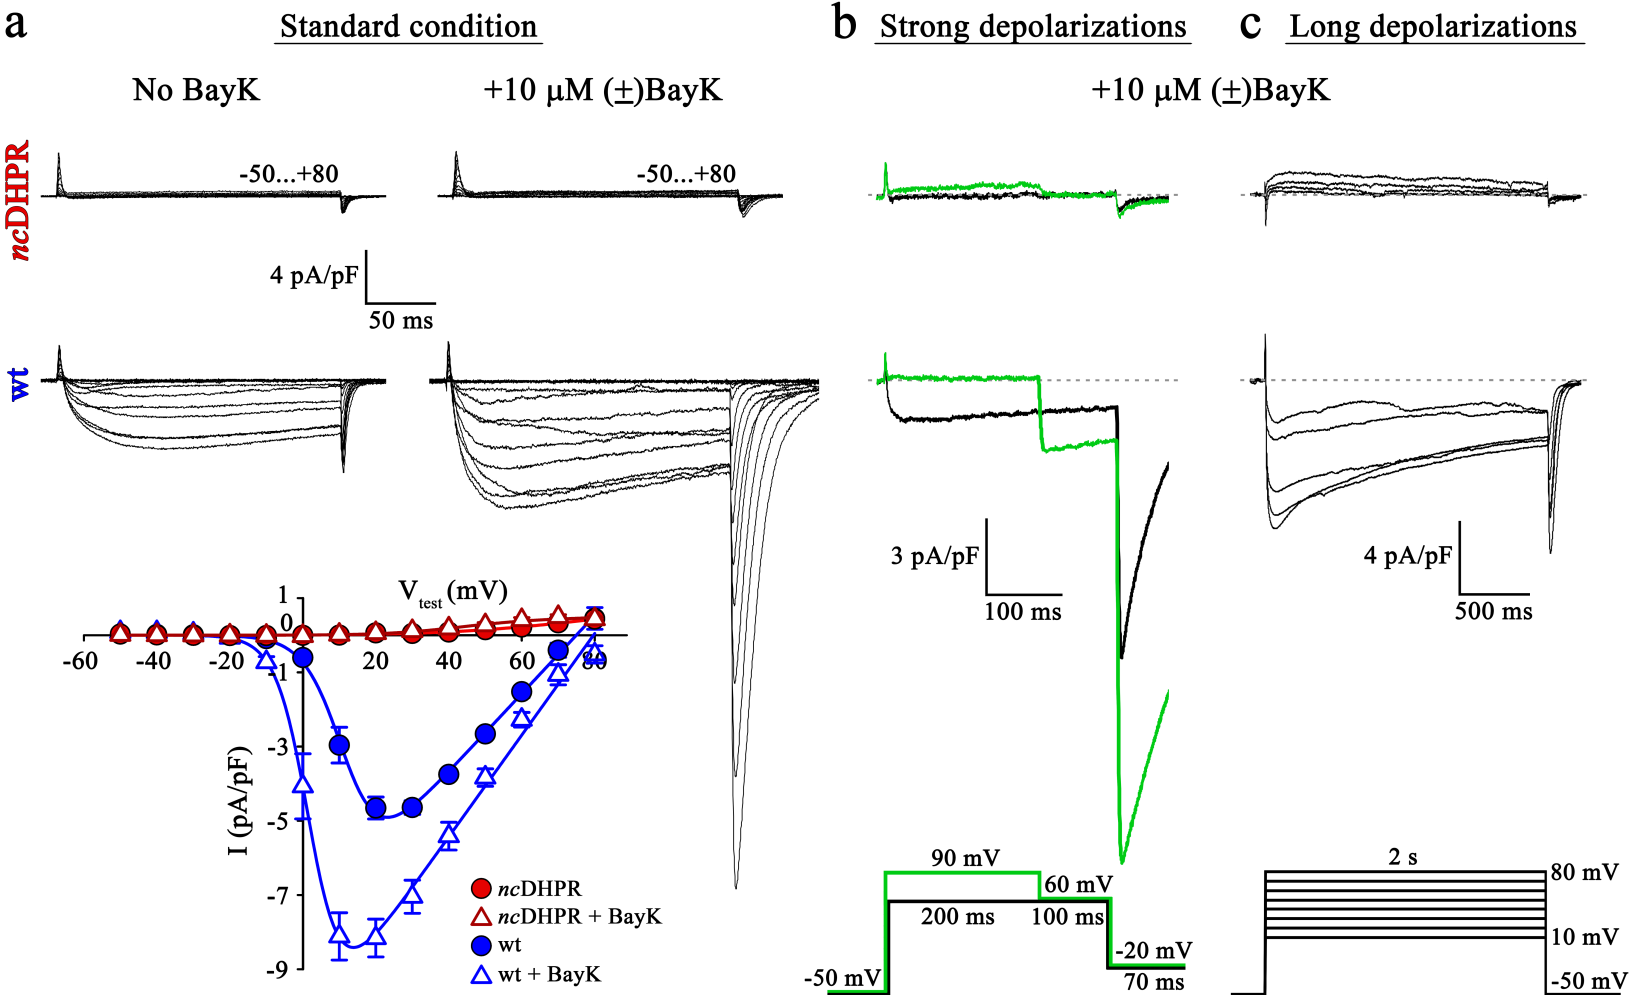 a
Standard condition
b
Strong depolarizations
c
Long depolarizations
No BayK
+10 μM (±)BayK
+10 μM (±)BayK
ncDHPR
-50...+80
-50...+80
4 pA/pF
50 ms
wt
3 pA/pF
100 ms
4 pA/pF
500 ms
Vtest (mV)
1
0
-60
-40
-20
20
40
60
80
-1
-3
-5
-7
-9
I (pA/pF)
ncDHPR
ncDHPR + BayK
wt
wt + BayK
90 mV
60 mV
200 ms
100 ms
-20 mV
-50 mV
70 ms
2 s
80 mV
10 mV
-50 mV